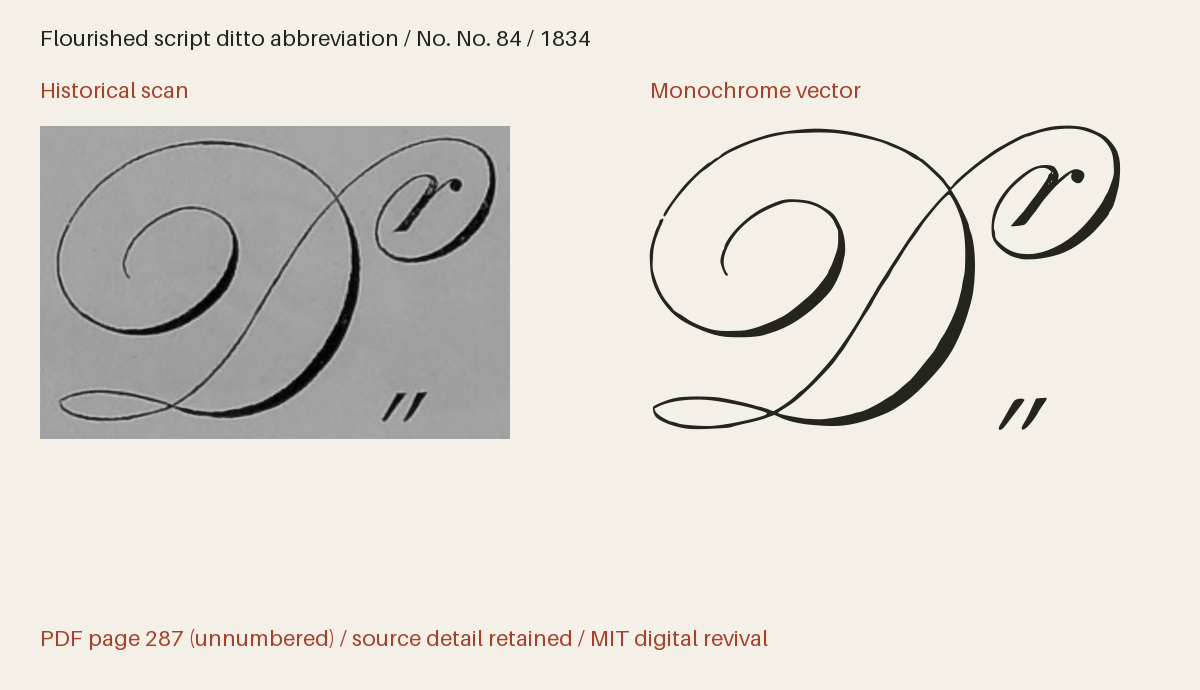 Flourished script ditto abbreviation / No. No. 84 / 1834
Historical scan
Monochrome vector
Dr
"
Dr
"
PDF page 287 (unnumbered) / source detail retained / MIT digital revival